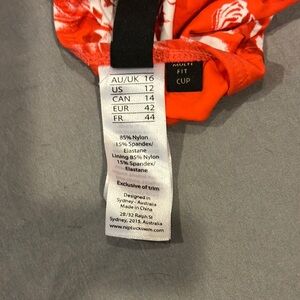 MULTI
FIT
CUP
AU/UK 16
US 12
CAN 14
EUR 42
FR 44
85% Nylon
15% Spandex/
Elastane
Lining 85% Nylon
15% Spandex/
Elastane
Exclusive of trim
Designed in
Sydney - Australia
Made in China
28/32 Ralph St
Sydney, 2015, Australia